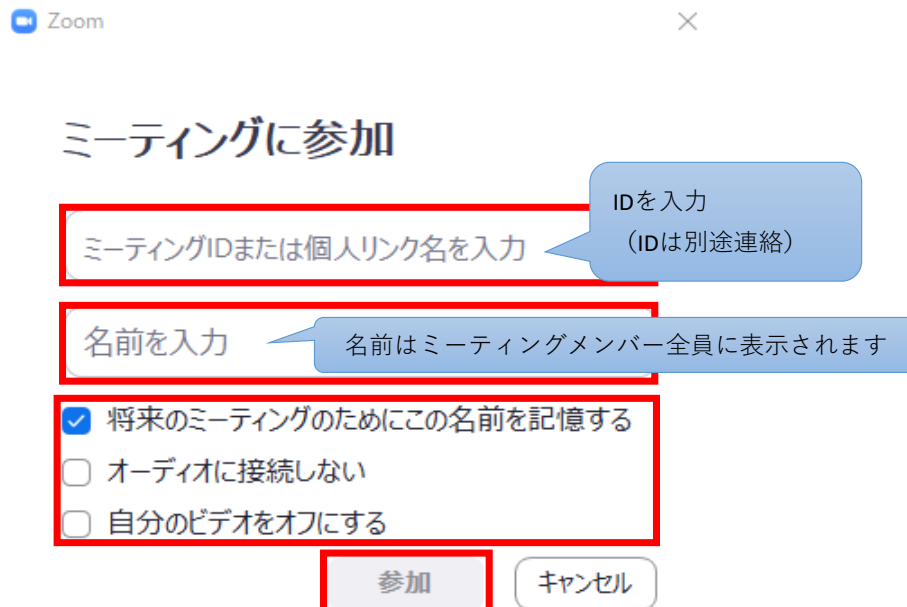 Zoom
ミーティングに参加
IDを入力
（IDは別途連絡）
ミーティングIDまたは個人リンク名を入力
名前を入力
名前はミーティングメンバー全員に表示されます
将来のミーティングのためにこの名前を記憶する
オーディオに接続しない
自分のビデオをオフにする
参加
キャンセル